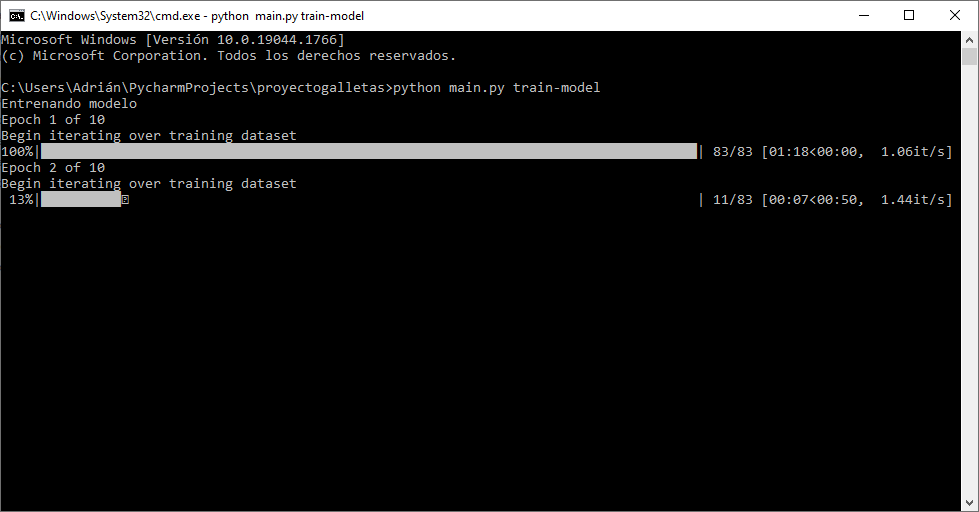 C:\Windows\System32\cmd.exe - python  main.py train-model
Microsoft Windows [Versión 10.0.19044.1766]
(c) Microsoft Corporation. Todos los derechos reservados.
C:\Users\Adrián\PycharmProjects\proyectogalletas>python main.py train-model
Entrenando modelo
Epoch 1 of 10
Begin iterating over training dataset
100%| | 83/83 [01:18<00:00,  1.06it/s]
Epoch 2 of 10
Begin iterating over training dataset
13%| | 11/83 [00:07<00:50,  1.44it/s]